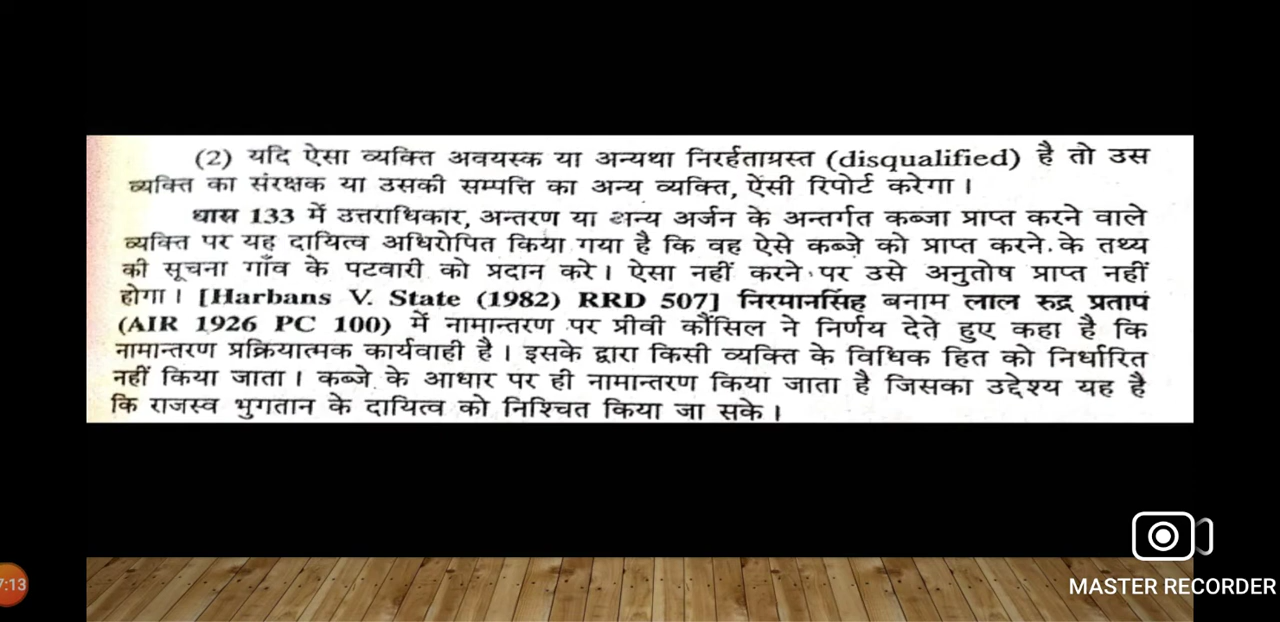 (2) यदि ऐसा व्यक्ति अवयस्क या अन्यथा निरर्हताग्रस्त (disqualified) है तो उस
व्यक्ति का संरक्षक या उसकी सम्पत्ति का अन्य व्यक्ति, ऐसी रिपोर्ट करेगा।
धारा 133 में उत्तराधिकार, अन्तरण या अन्य अर्जन के अन्तर्गत कब्जा प्राप्त करने वाले
व्यक्ति पर यह दायित्व अधिरोपित किया गया है कि वह ऐसे कब्जे को प्राप्त करने के तथ्य
की सूचना गाँव के पटवारी को प्रदान करे। ऐसा नहीं करने पर उसे अनुतोष प्राप्त नहीं
होगा। [Harbans V. State (1982) RRD 507] निरमानसिंह बनाम लाल रुद्र प्रताप
(AIR 1926 PC 100) में नामान्तरण पर प्रीवी कौंसिल ने निर्णय देते हुए कहा है कि
नामान्तरण प्रक्रियात्मक कार्यवाही है। इसके द्वारा किसी व्यक्ति के विधिक हित को निर्धारित
नहीं किया जाता। कब्जे के आधार पर ही नामान्तरण किया जाता है जिसका उद्देश्य यह है
कि राजस्व भुगतान के दायित्व को निश्चित किया जा सके।
7:13
MASTER RECORDER